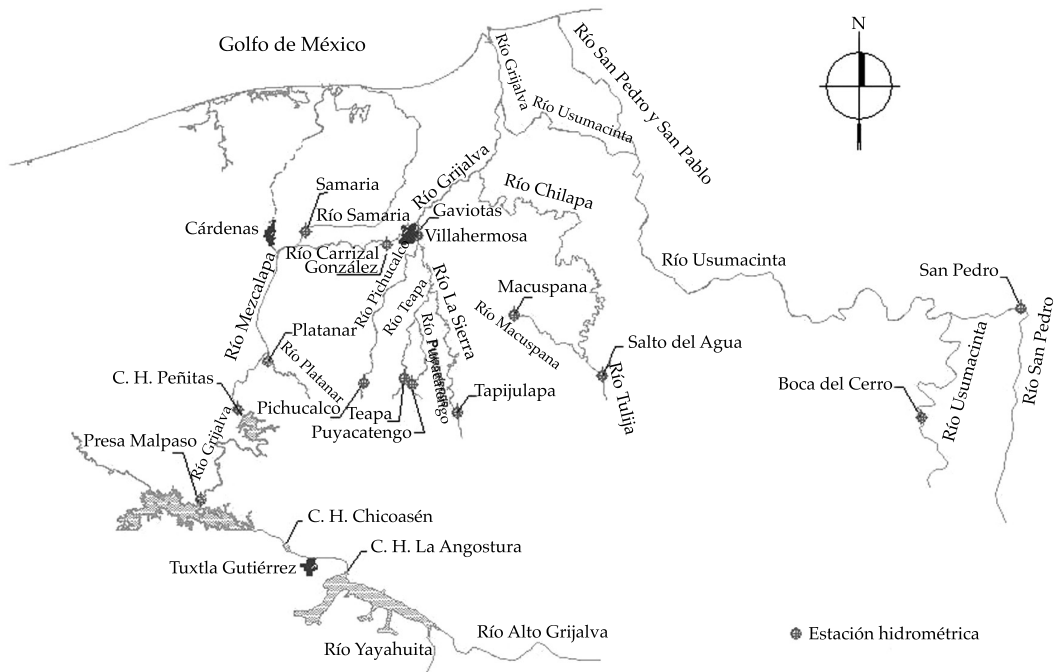 Golfo de México
N
Río Grijalva
Río San Pedro y San Pablo
Río Usumacinta
Río Grijalva
Río Chilapa
Samaria
Río Samaria
Gaviotas
Cárdenas
Villahermosa
Río Carrizal
González
Río Usumacinta
San Pedro
Río Mezcalapa
Río Pichucalco
Río Teapa
Río Puyacatengo
Río La Sierra
Macuspana
Río Macuspana
Platanar
Río Platanar
Salto del Agua
Río Tulija
C. H. Peñitas
Pichucalco
Teapa
Puyacatengo
Tapijulapa
Boca del Cerro
Río Usumacinta
Río San Pedro
Presa Malpaso
Río Grijalva
C. H. Chicoasén
Tuxtla Gutiérrez
C. H. La Angostura
Río Yayahuita
Río Alto Grijalva
Estación hidrométrica